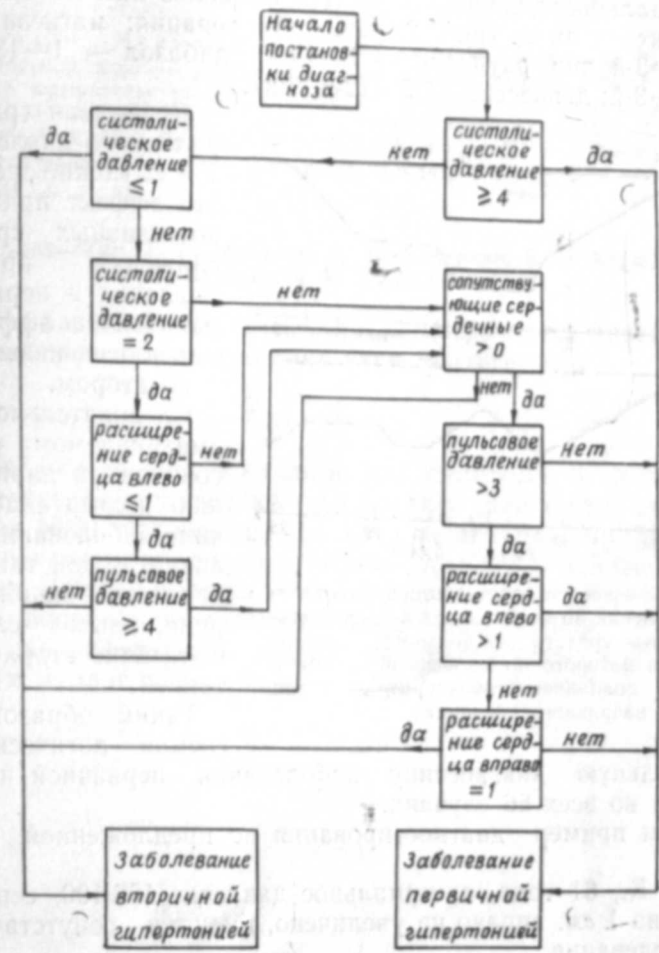 Начало
постанов
ки диаг-
ноза
систоли-
ческое
давление
≥ 4
да
нет
систоли-
ическое
давление
≤ 1
да
нет
систоли-
ическое
давление
= 2
нет
да
сопутству-
ющие сер-
дечные
> 0
нет
да
расшире-
ние серд-
ца влево
≤ 1
нет
да
пульсовое
давление
> 3
нет
да
пульсовое
давление
≥ 4
нет
да
расшире-
ние серд-
ца влево
> 1
да
нет
расшире-
ние серд-
ца вправо
= 1
да
нет
Заболевание
вторичной
гипертонией
Заболевание
первичной
гипертонией